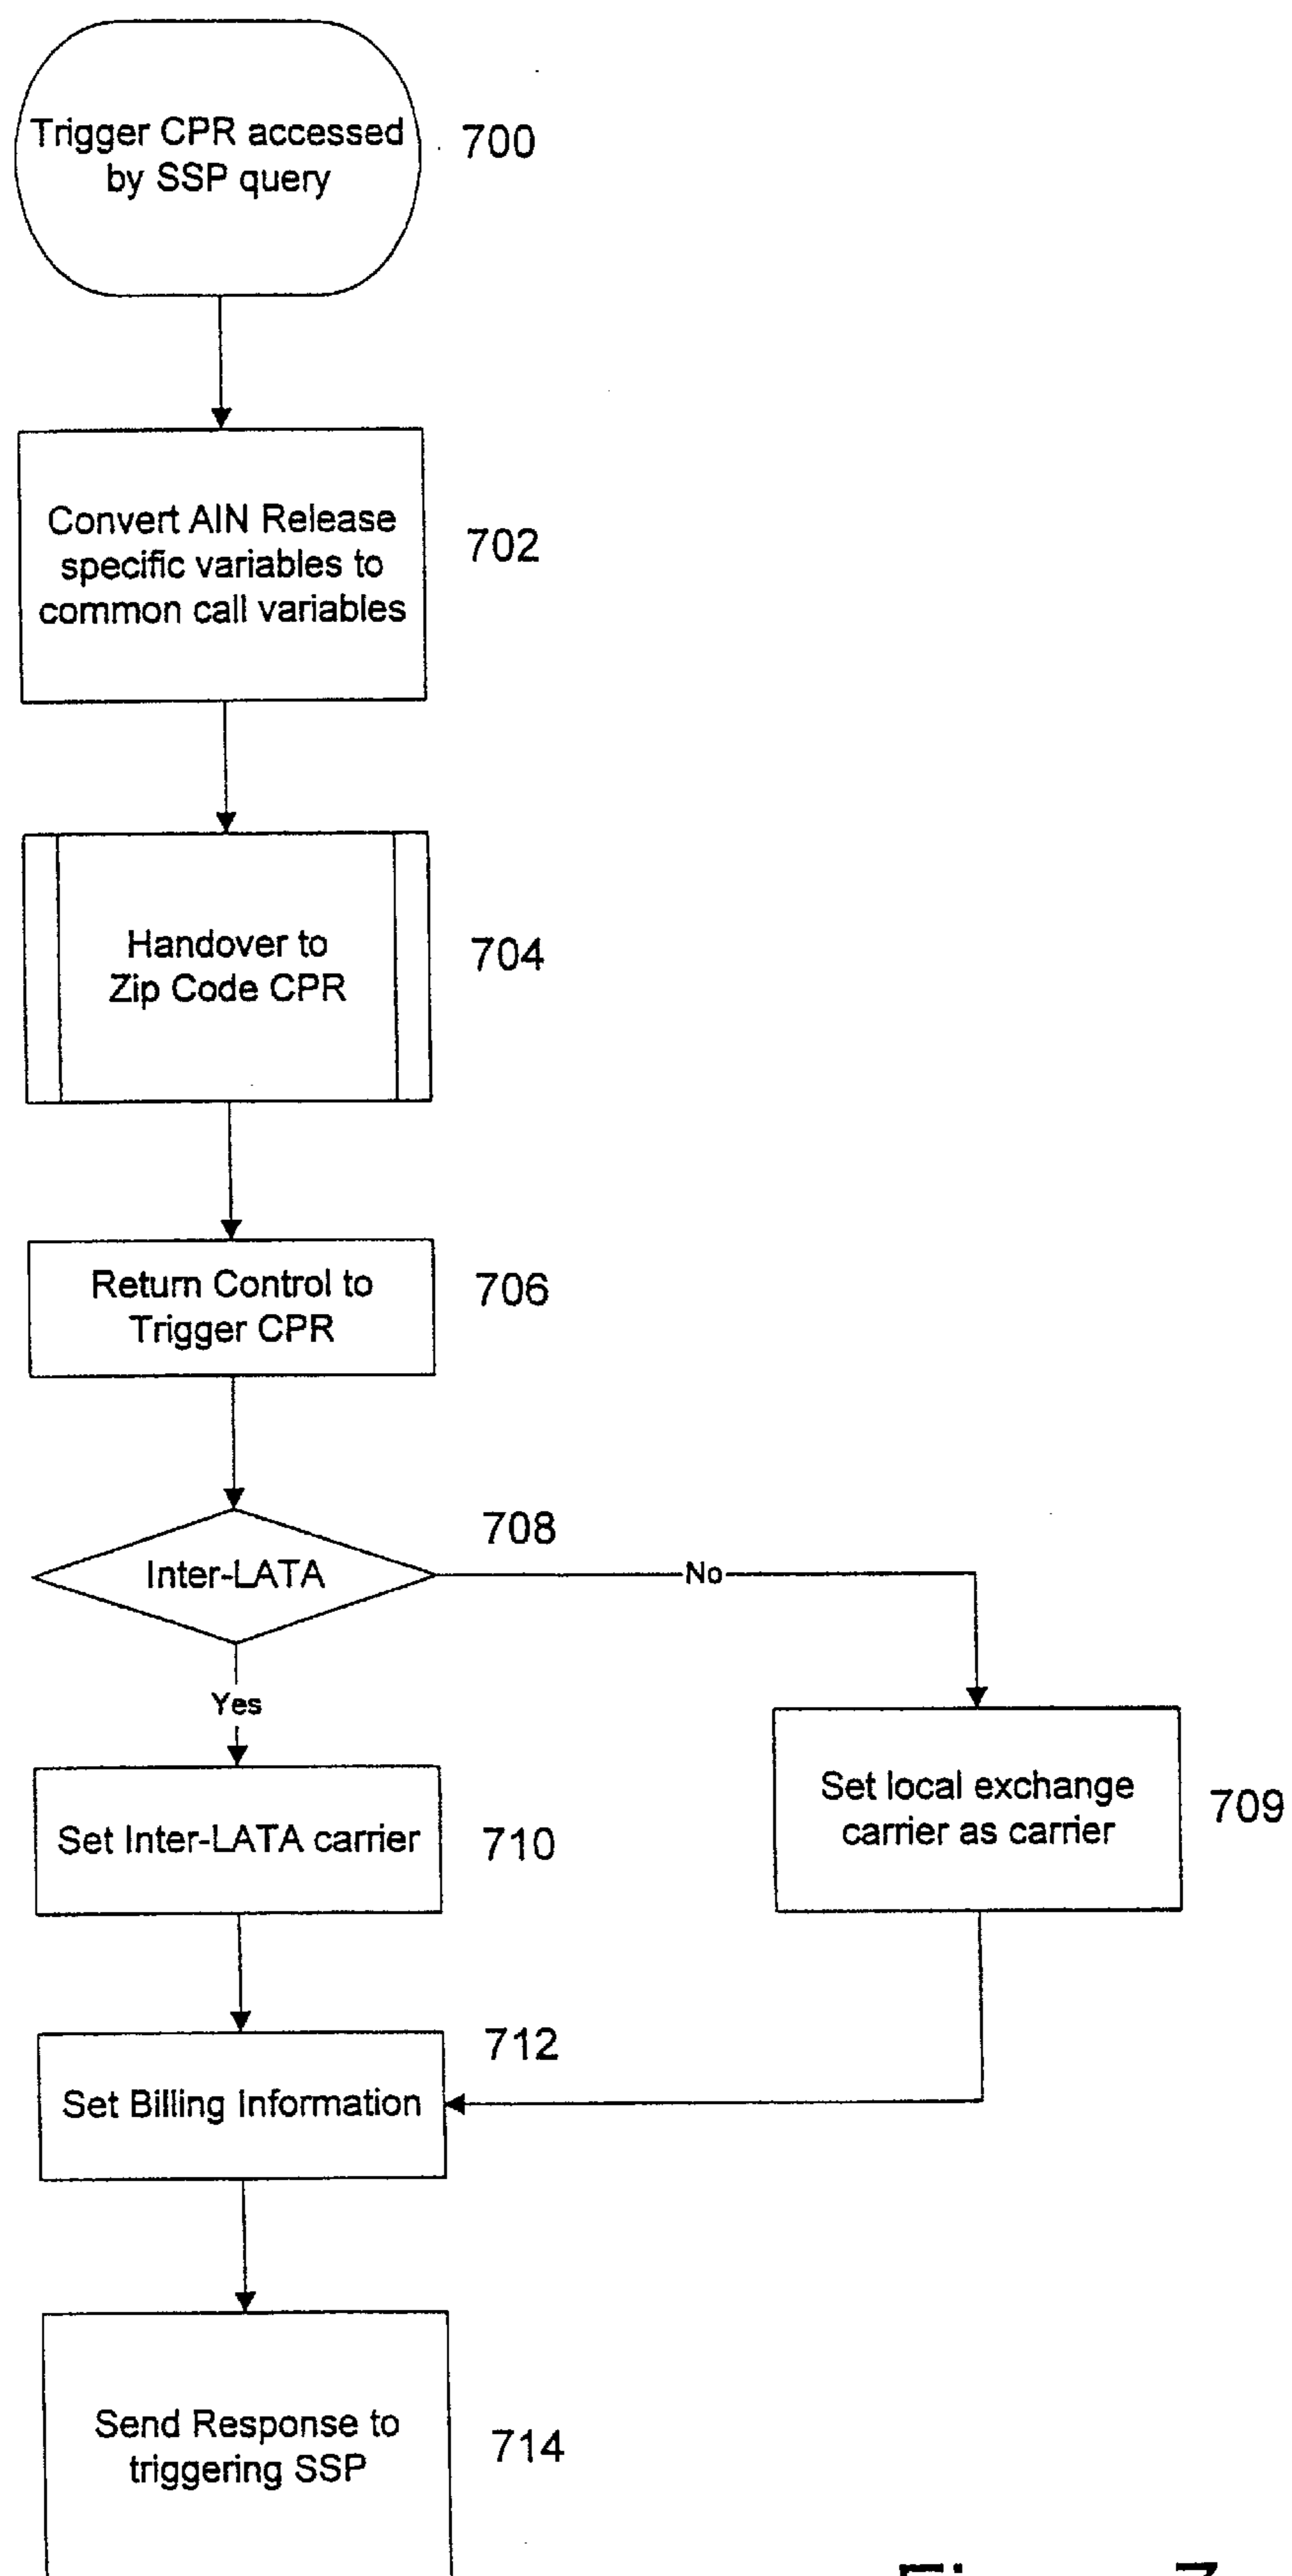 Trigger CPR accessed
by SSP query
700
Convert AIN Release
specific variables to
common call variables
702
Handover to
Zip Code CPR
704
Return Control to
Trigger CPR
706
708
Inter-LATA
No
Yes
Set Inter-LATA carrier
710
Set local exchange
carrier as carrier
709
712
Set Billing Information
Send Response to
triggering SSP
714